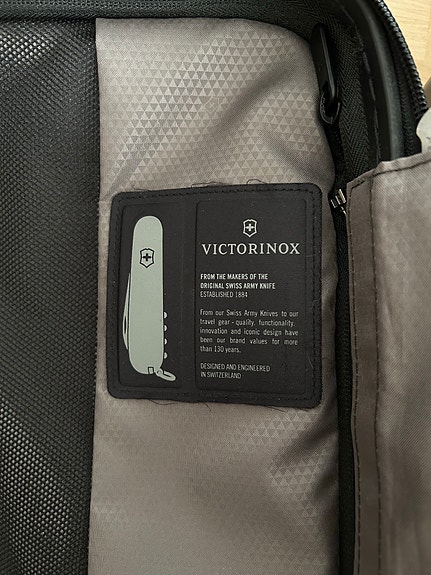 VICTORINOX
FROM THE MAKERS OF THE
ORIGINAL SWISS ARMY KNIFE
ESTABLISHED 1884
From our Swiss Army Knives to our
travel gear - quality, functionality,
innovation and iconic design have
been our brand values for more
than 130 years.
DESIGNED AND ENGINEERED
IN SWITZERLAND